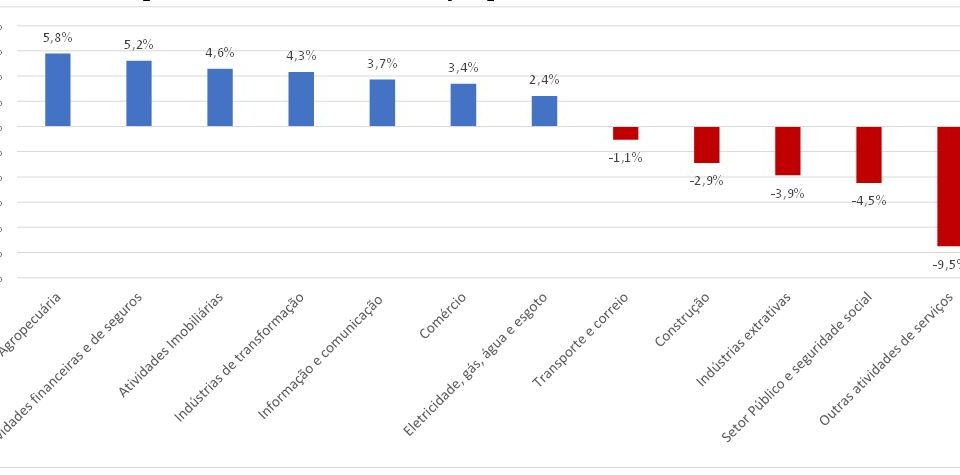 5,8%
5,2%
4,6%
4,3%
3,7%
3,4%
2,4%
-1,1%
-2,9%
-3,9%
-4,5%
-9,5%
Agropecuária
vidades financeiras e de seguros
Atividades Imobiliárias
Indústrias de transformação
Informação e comunicação
Comércio
Eletricidade, gás, água e esgoto
Transporte e correio
Construção
Indústrias extrativas
Setor Público e seguridade social
Outras atividades de serviços